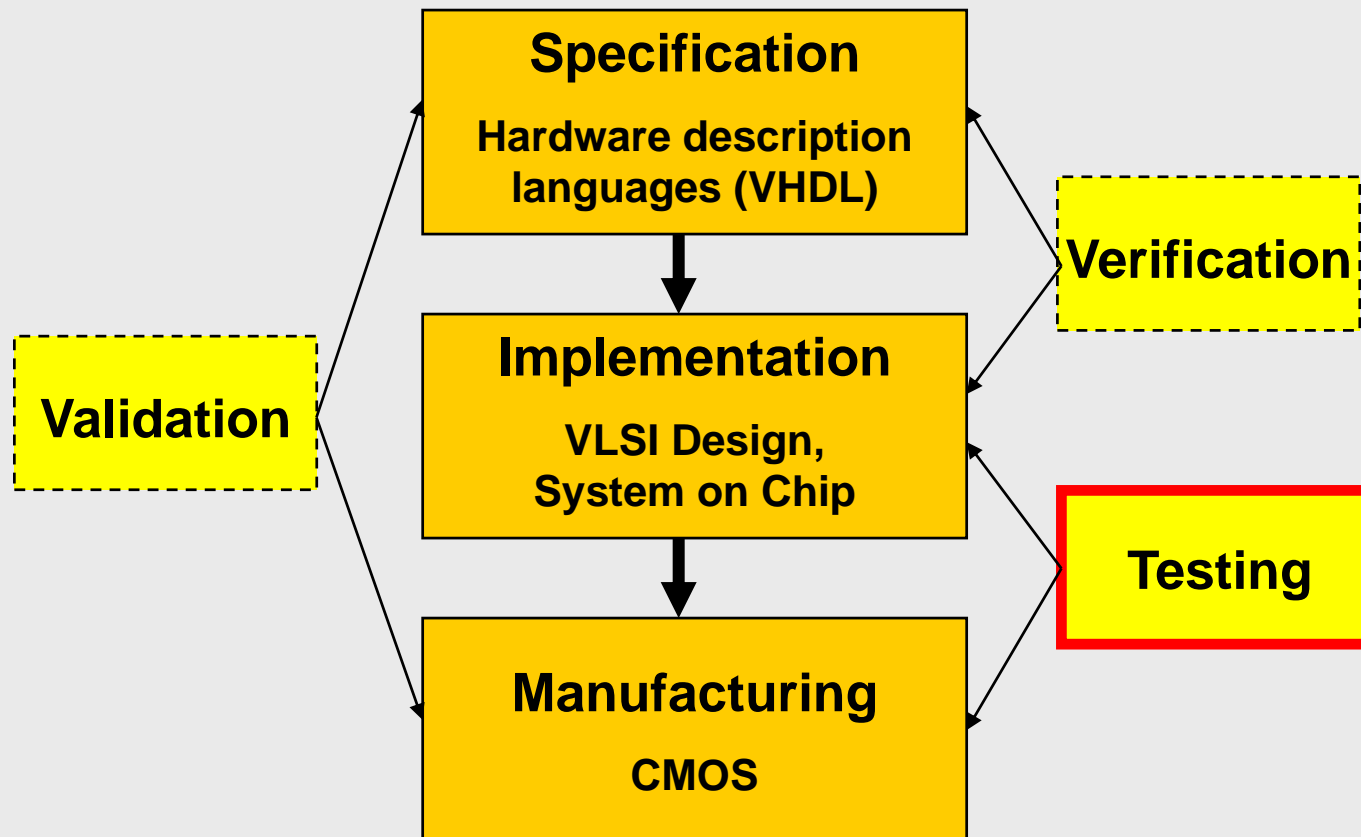 Specification
Hardware description
languages (VHDL)
Verification
Implementation
VLSI Design,
System on Chip
Validation
Testing
Manufacturing
CMOS